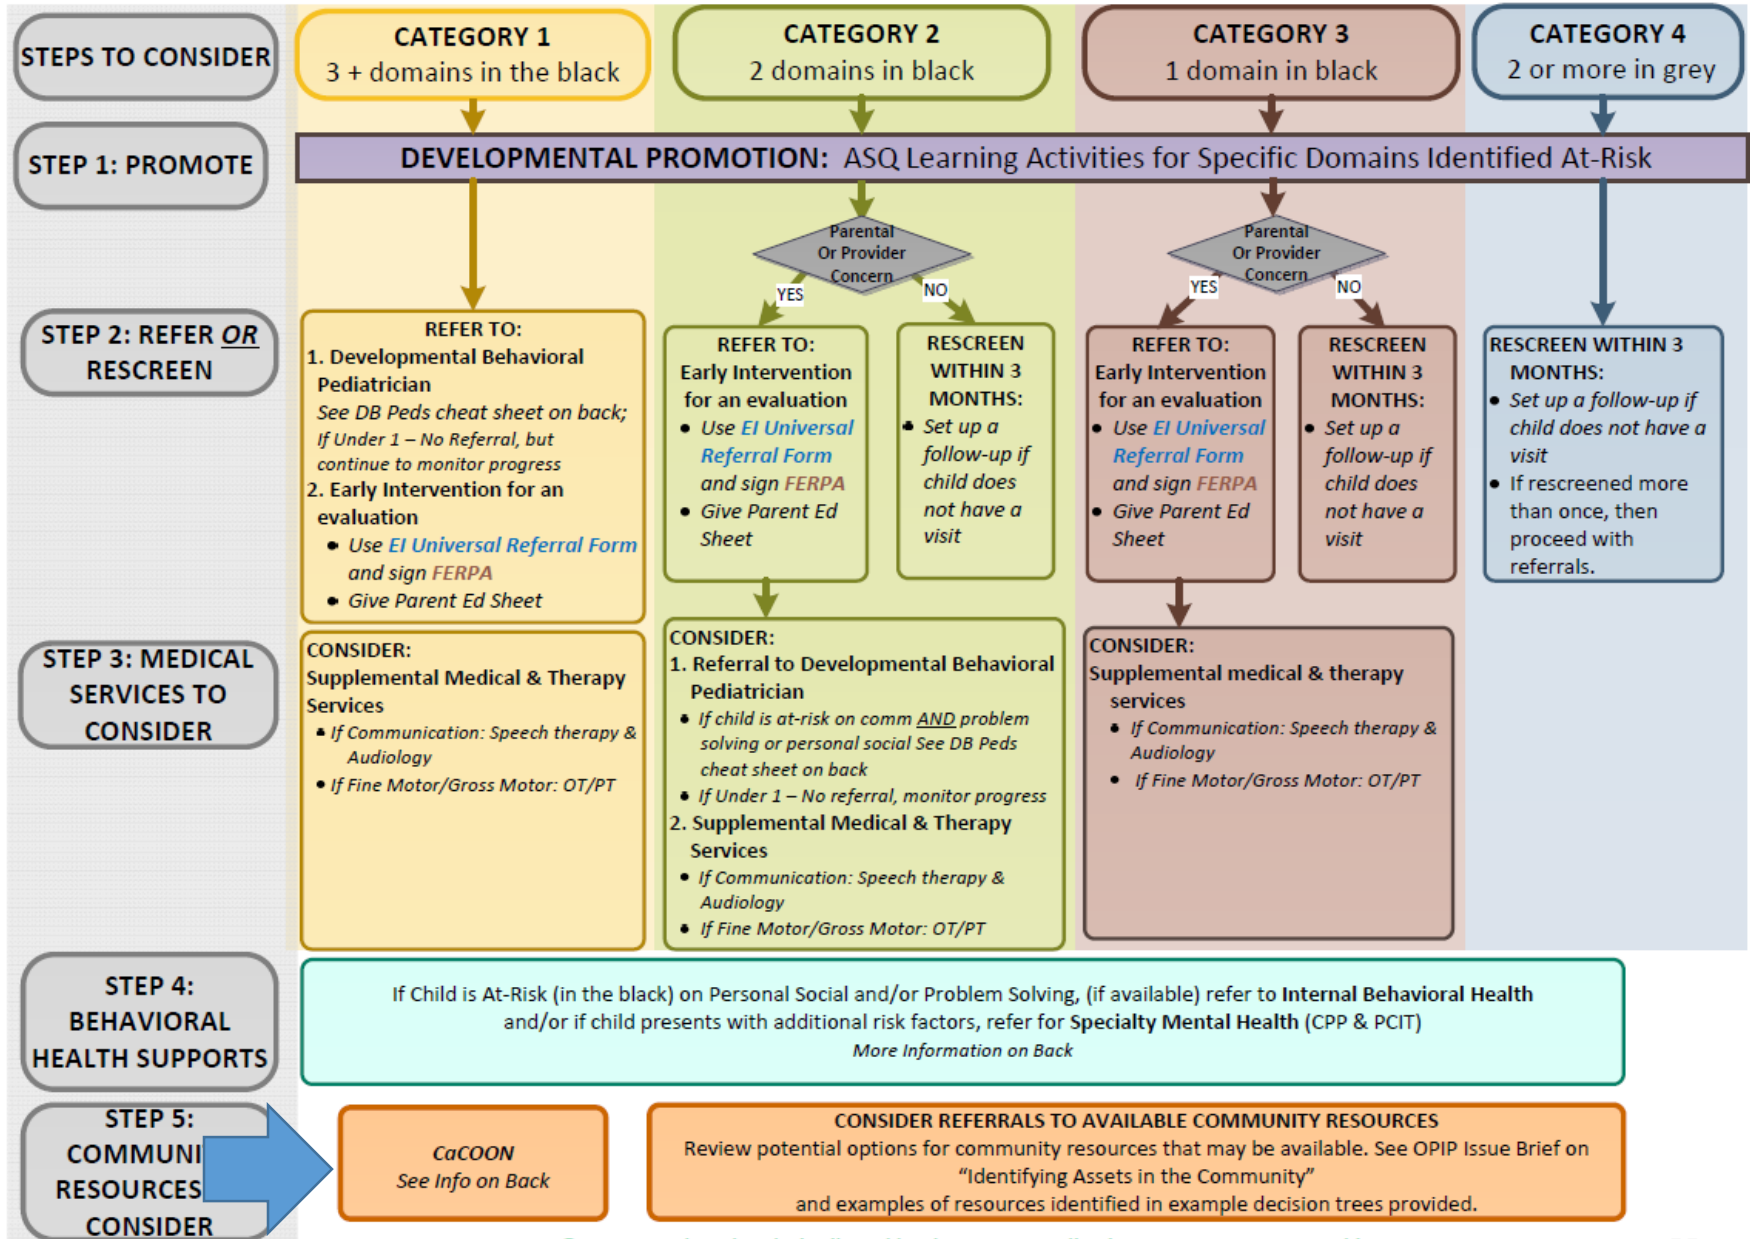 STEPS TO CONSIDER
CATEGORY 1
3 + domains in the black
CATEGORY 2
2 domains in black
CATEGORY 3
1 domain in black
CATEGORY 4
2 or more in grey
STEP 1: PROMOTE
DEVELOPMENTAL PROMOTION: ASQ Learning Activities for Specific Domains Identified At-Risk
Parental
Or Provider
Concern
YES
NO
Parental
Or Provider
Concern
YES
NO
STEP 2: REFER OR
RESCREEN
REFER TO:
1. Developmental Behavioral
Pediatrician
See DB Peds cheat sheet on back;
If Under 1 – No Referral, but
continue to monitor progress
2. Early Intervention for an
evaluation
• Use EI Universal Referral Form
and sign FERPA
• Give Parent Ed Sheet
REFER TO:
Early Intervention
for an evaluation
• Use EI Universal
Referral Form
and sign FERPA
• Give Parent Ed
Sheet
RESCREEN
WITHIN 3
MONTHS:
• Set up a
follow-up if
child does
not have a
visit
REFER TO:
Early Intervention
for an evaluation
• Use EI Universal
Referral Form
and sign FERPA
• Give Parent Ed
Sheet
RESCREEN
WITHIN 3
MONTHS:
• Set up a
follow-up if
child does
not have a
visit
RESCREEN WITHIN 3
MONTHS:
• Set up a follow-up if
child does not have a
visit
• If rescreened more
than once, then
proceed with
referrals.
STEP 3: MEDICAL
SERVICES TO
CONSIDER
CONSIDER:
Supplemental Medical & Therapy
Services
• If Communication: Speech therapy &
Audiology
• If Fine Motor/Gross Motor: OT/PT
CONSIDER:
1. Referral to Developmental Behavioral
Pediatrician
• If child is at-risk on comm AND problem
solving or personal social See DB Peds
cheat sheet on back
• If Under 1 – No referral, monitor progress
2. Supplemental Medical & Therapy
Services
• If Communication: Speech therapy &
Audiology
• If Fine Motor/Gross Motor: OT/PT
CONSIDER:
Supplemental medical & therapy
services
• If Communication: Speech therapy &
Audiology
• If Fine Motor/Gross Motor: OT/PT
STEP 4:
BEHAVIORAL
HEALTH SUPPORTS
If Child is At-Risk (in the black) on Personal Social and/or Problem Solving, (if available) refer to Internal Behavioral Health
and/or if child presents with additional risk factors, refer for Specialty Mental Health (CPP & PCIT)
More Information on Back
STEP 5:
COMMUNI
RESOURCES
CONSIDER
CaCOON
See Info on Back
CONSIDER REFERRALS TO AVAILABLE COMMUNITY RESOURCES
Review potential options for community resources that may be available. See OPIP Issue Brief on
“Identifying Assets in the Community”
and examples of resources identified in example decision trees provided.